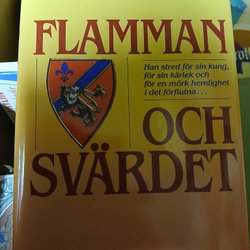 FLAMMAN
Han stred för sin kung,
för sin kärlek och
för en mörk hemlighet
i det förflutna...
OCH
SVÄRDET